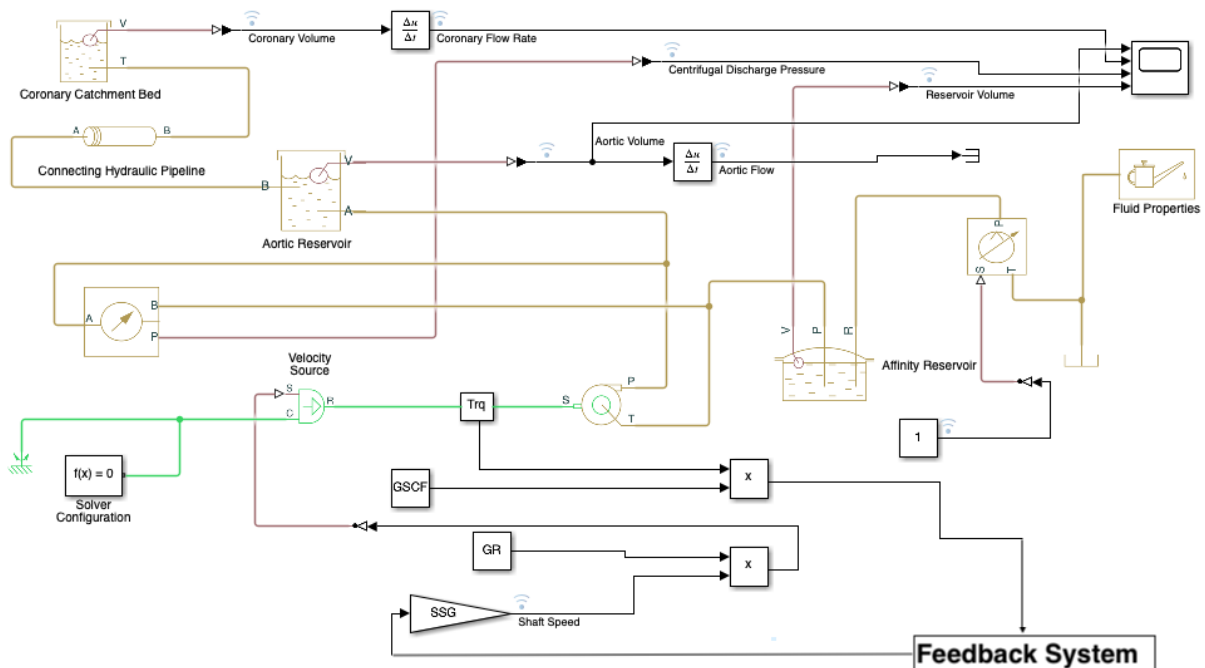 V
Coronary Volume
Δu
Δt
Coronary Flow Rate
T
Centrifugal Discharge Pressure
Coronary Catchment Bed
Reservoir Volume
A
B
Connecting Hydraulic Pipeline
V
Aortic Volume
Δu
Δt
Aortic Flow
B
A
Aortic Reservoir
Fluid Properties
P
S
T
A
B
P
V
P
R
Affinity Reservoir
Velocity
Source
S
C
R
Trq
S
P
T
1
f(x) = 0
Solver
Configuration
GSCF
x
GR
x
SSG
Shaft Speed
Feedback System